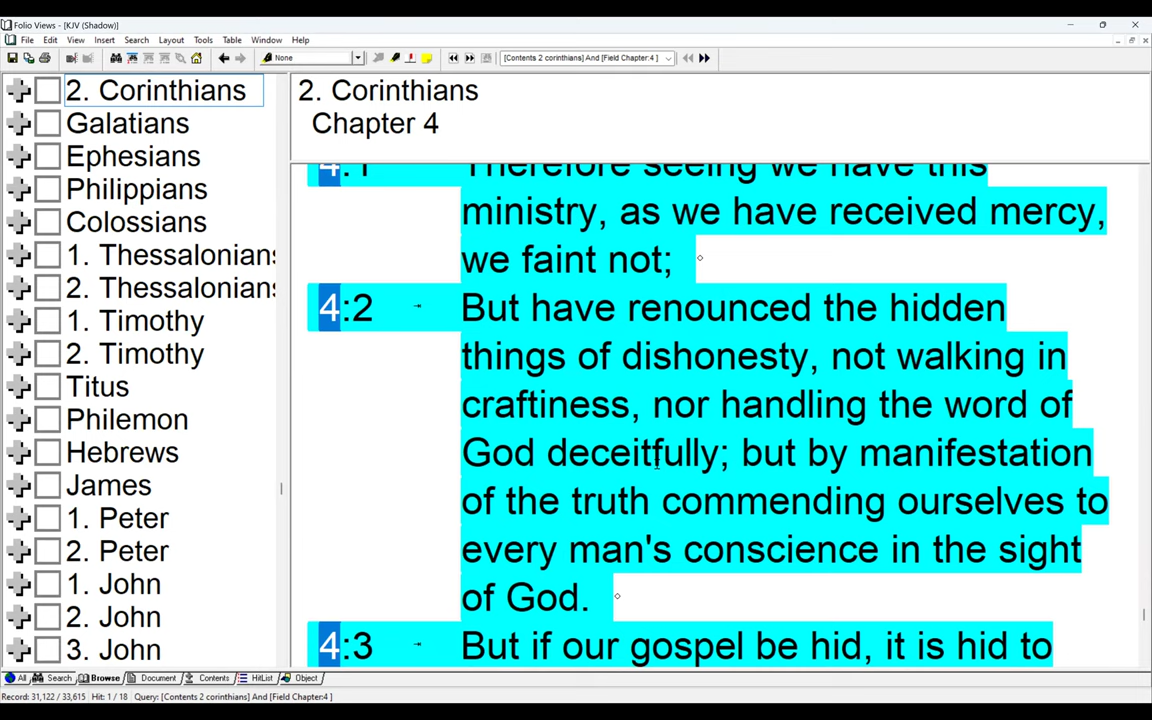 Folio Views - [KJV (Shadow)]
File Edit View Insert Search Layout Tools Table Window Help
None [Contents 2 corinthians] And [Field Chapter:4 ]
2. Corinthians
Galatians
Ephesians
Philippians
Colossians
1. Thessalonians
2. Thessalonians
1. Timothy
2. Timothy
Titus
Philemon
Hebrews
James
1. Peter
2. Peter
1. John
2. John
3. John
2. Corinthians
Chapter 4
4:1 Therefore seeing we have this
ministry, as we have received mercy,
we faint not;
4:2 But have renounced the hidden
things of dishonesty, not walking in
craftiness, nor handling the word of
God deceitfully; but by manifestation
of the truth commending ourselves to
every man's conscience in the sight
of God.
4:3 But if our gospel be hid, it is hid to
All Search Browse Document Contents HitList Object
Record: 31,122 / 33,615 Hit: 1 / 18 Query: [Contents 2 corinthians] And [Field Chapter:4 ]